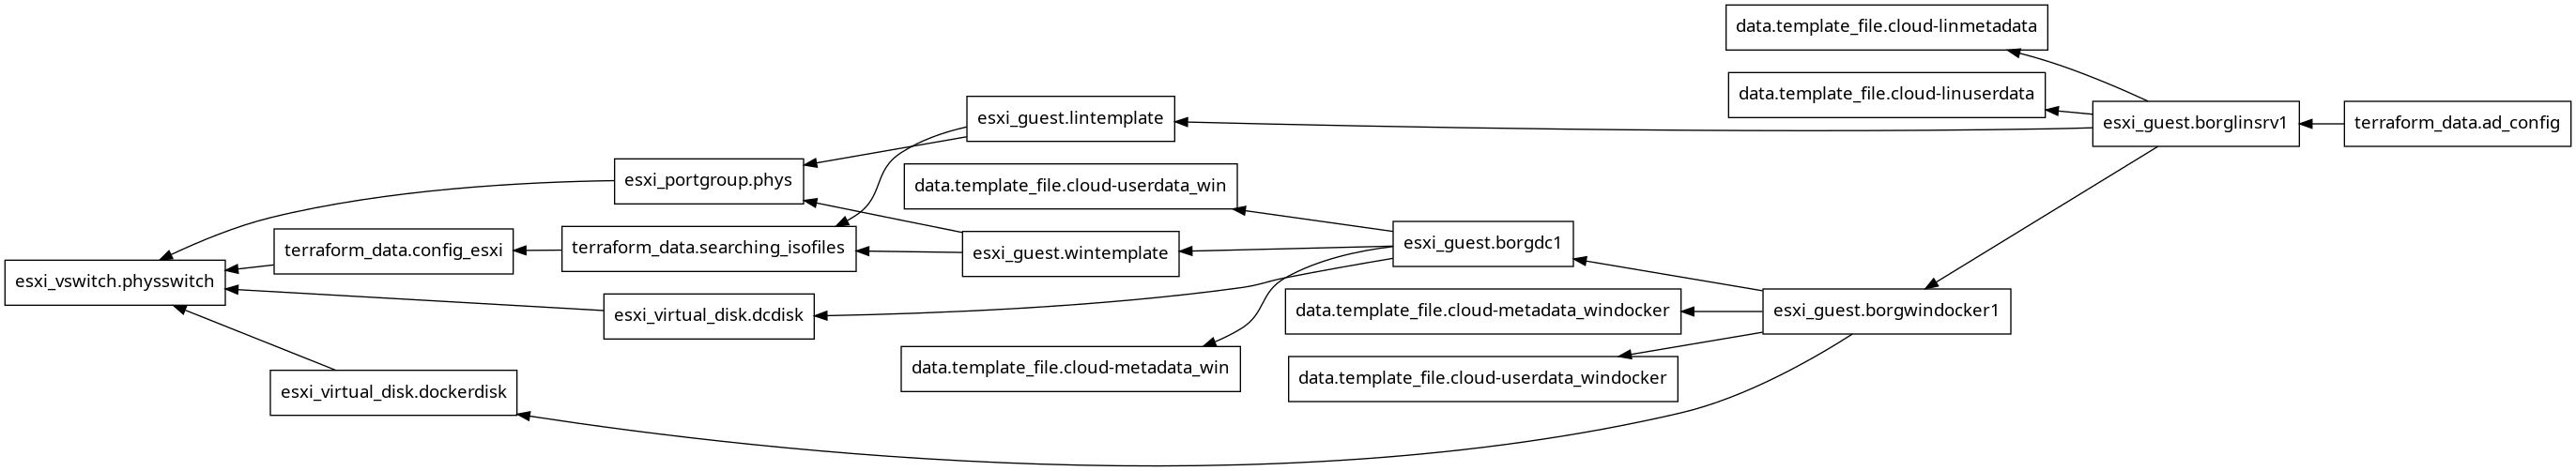 data.template_file.cloud-linmetadata
data.template_file.cloud-linuserdata
esxi_guest.lintemplate
esxi_guest.borglinsrv1
terraform_data.ad_config
esxi_portgroup.phys
data.template_file.cloud-userdata_win
terraform_data.config_esxi
terraform_data.searching_isofiles
esxi_guest.wintemplate
esxi_guest.borgdc1
esxi_vswitch.physswitch
esxi_virtual_disk.dcdisk
data.template_file.cloud-metadata_windocker
esxi_guest.borgwindocker1
data.template_file.cloud-metadata_win
data.template_file.cloud-userdata_windocker
esxi_virtual_disk.dockerdisk